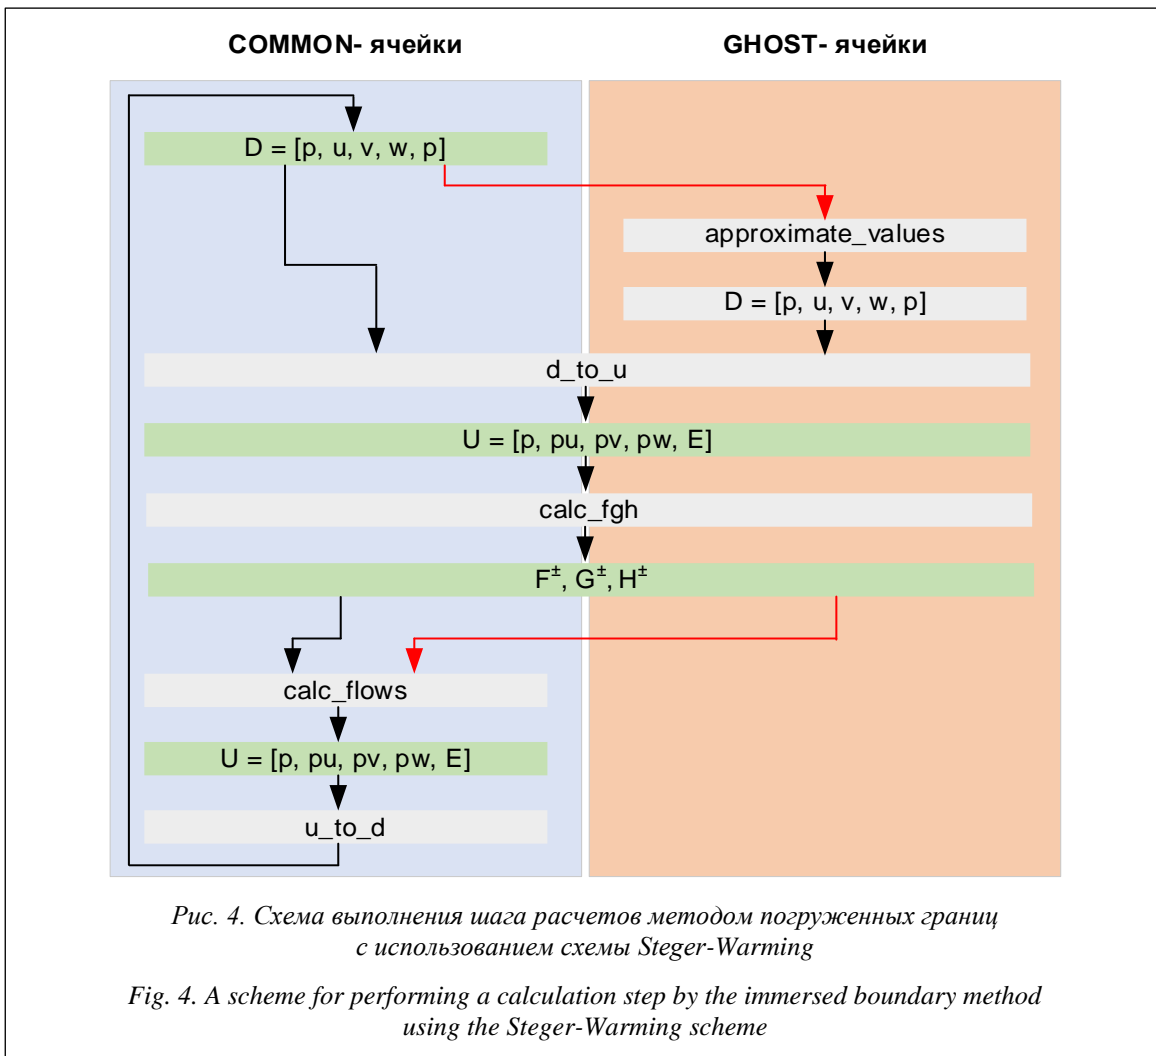 COMMON- ячейки
GHOST- ячейки
D = [p, u, v, w, p]
approximate_values
D = [p, u, v, w, p]
d_to_u
U = [p, pu, pv, pw, E]
calc_fgh
F±, G±, H±
calc_flows
U = [p, pu, pv, pw, E]
u_to_d
Рис. 4. Схема выполнения шага расчетов методом погруженных границ
с использованием схемы Steger-Warming
Fig. 4. A scheme for performing a calculation step by the immersed boundary method
using the Steger-Warming scheme